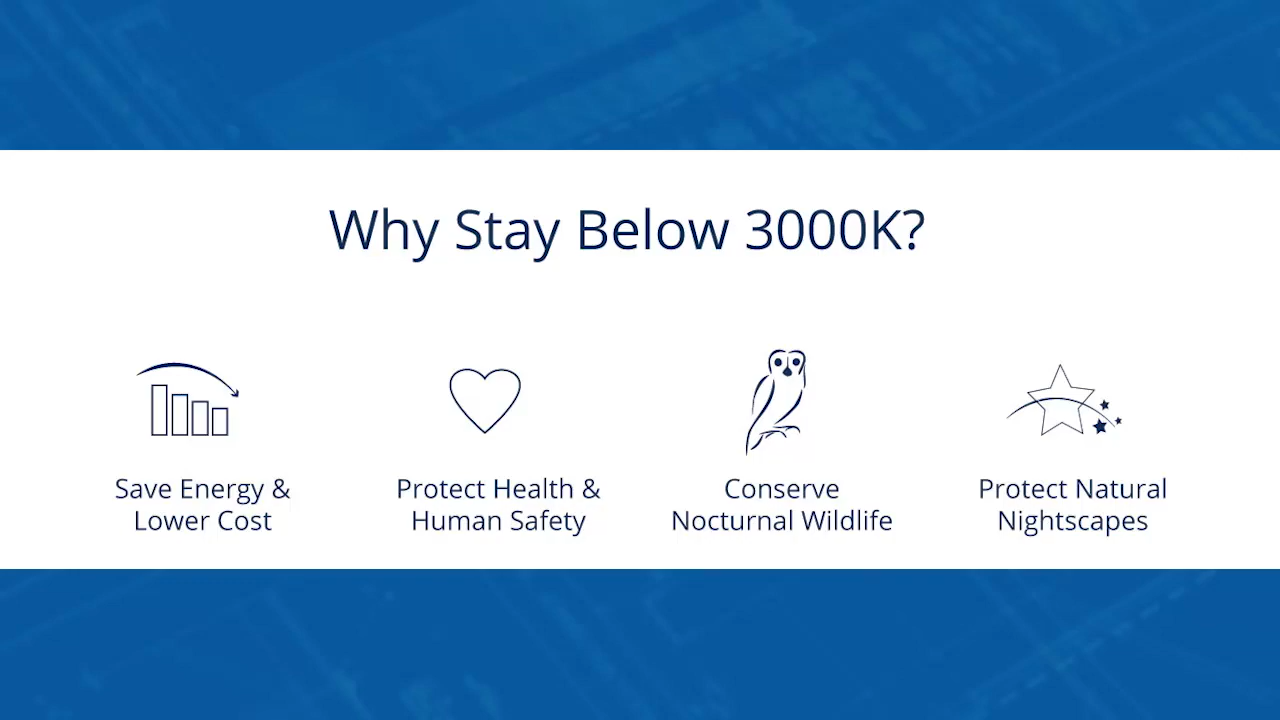 Why Stay Below 3000K?
Save Energy &
Lower Cost
Protect Health &
Human Safety
Conserve
Nocturnal Wildlife
Protect Natural
Nightscapes